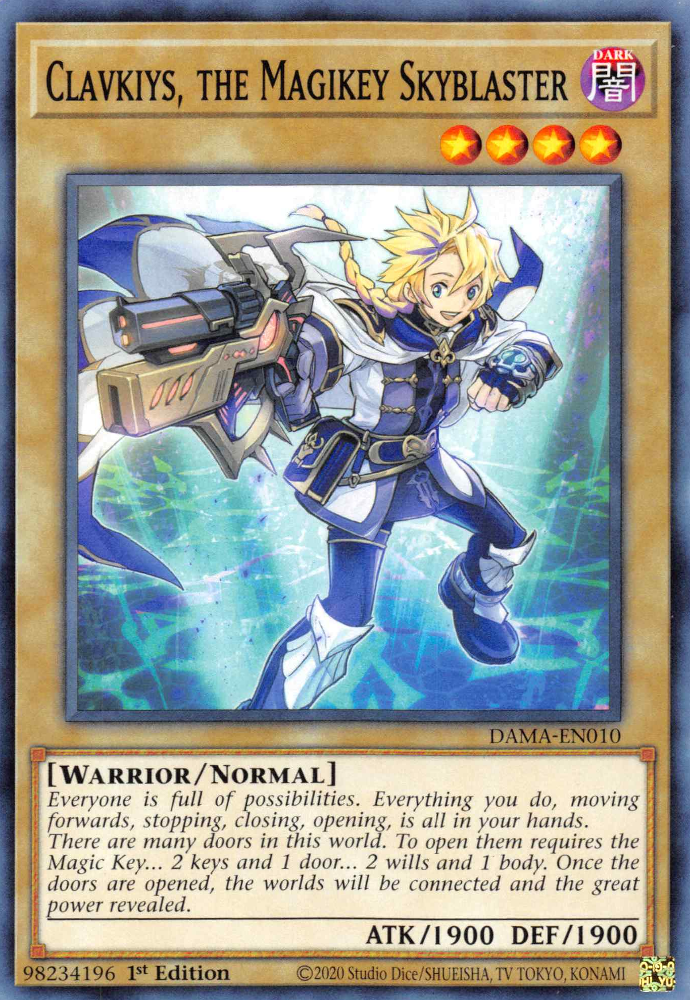 CLAVKIYS, THE MAGIKEY SKYBLASTER
DARK
闇
DAMA-EN010
[WARRIOR/NORMAL]
Everyone is full of possibilities. Everything you do, moving
forwards, stopping, closing, opening, is all in your hands.
There are many doors in this world. To open them requires the
Magic Key... 2 keys and 1 door... 2 wills and 1 body. Once the
doors are opened, the worlds will be connected and the great
power revealed.
ATK/1900 DEF/1900
98234196 1st Edition
©2020 Studio Dice/SHUEISHA, TV TOKYO, KONAMI